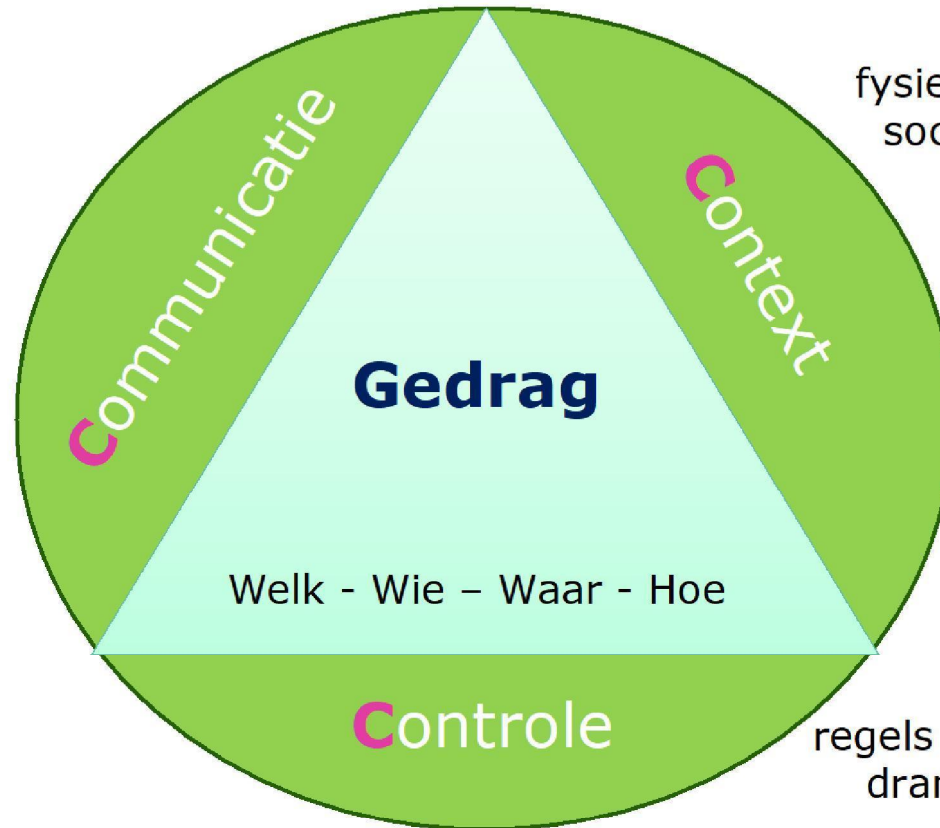 Communicatie
Context
Gedrag
Welk - Wie – Waar - Hoe
Controle
regels